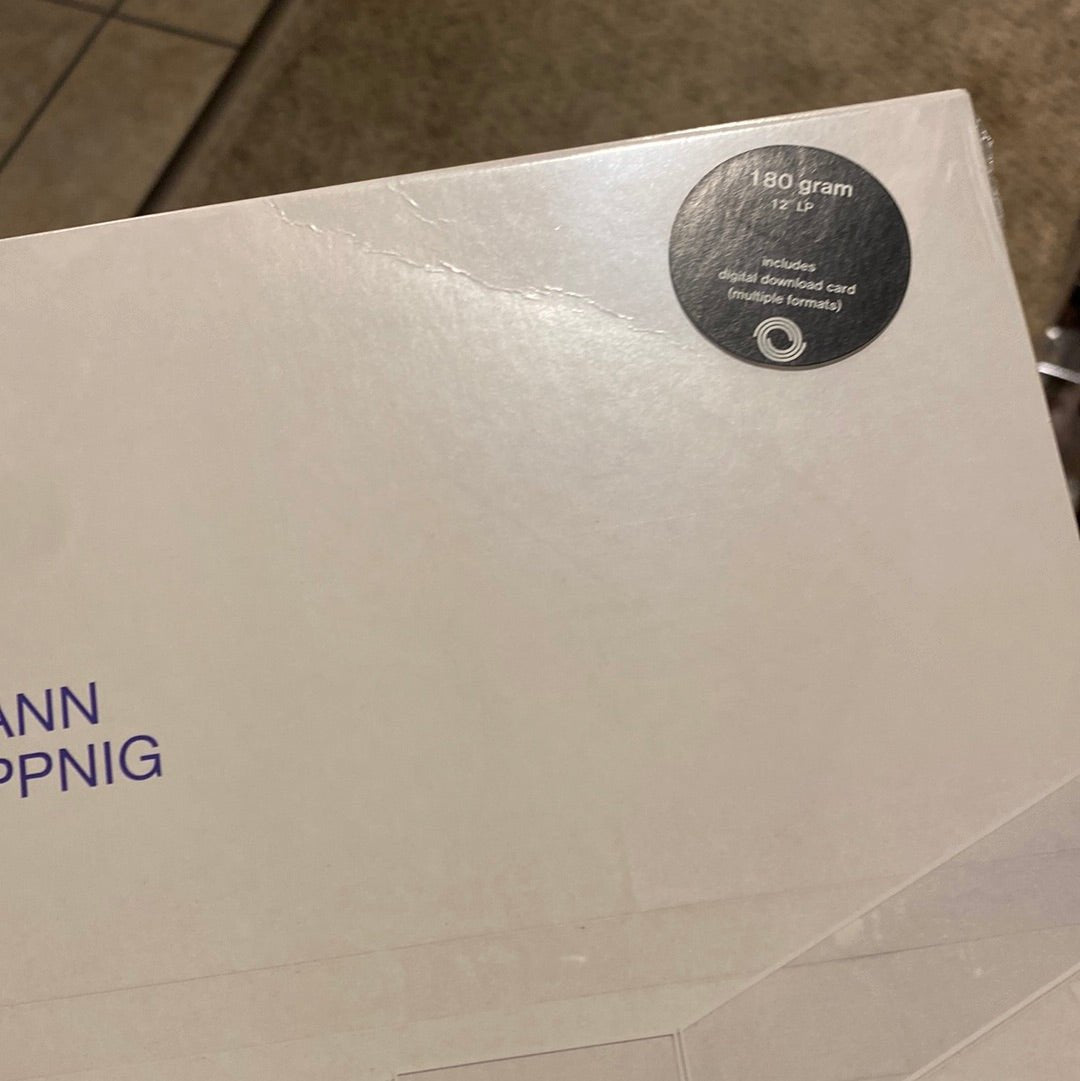 180 gram
12" LP
includes
digital download card
(multiple formats)
ANN
PPNIG